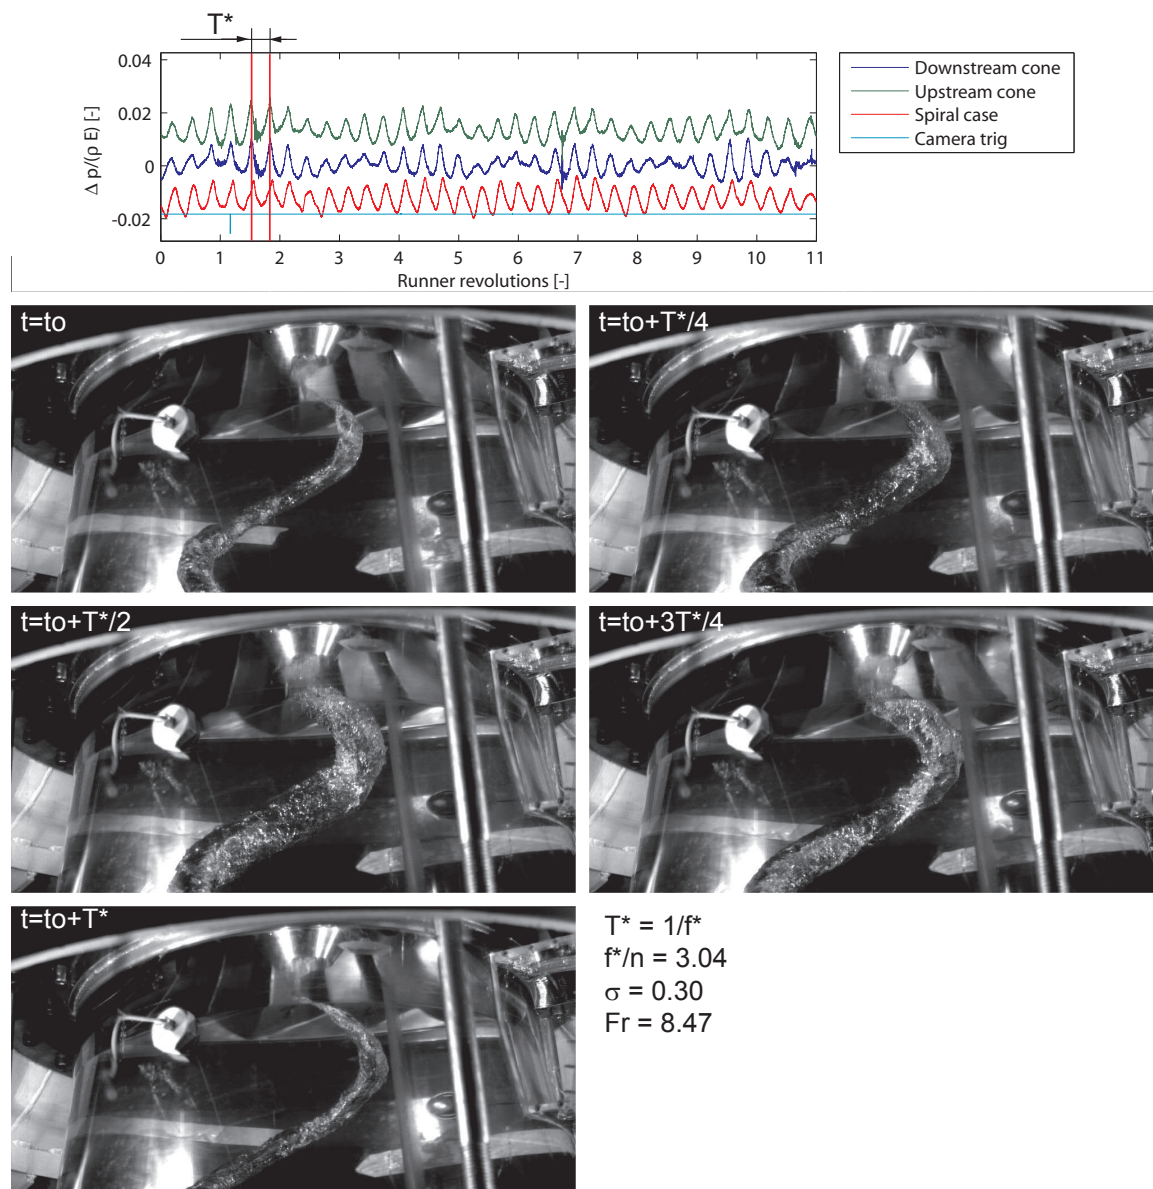 T*
0.04
0.02
0
-0.02
Δ p/(ρ E) [-]
0 1 2 3 4 5 6 7 8 9 10 11
Runner revolutions [-]
Downstream cone
Upstream cone
Spiral case
Camera trig
t=to
t=to+T*/4
t=to+T*/2
t=to+3T*/4
t=to+T*
T* = 1/f*
f*/n = 3.04
σ = 0.30
Fr = 8.47